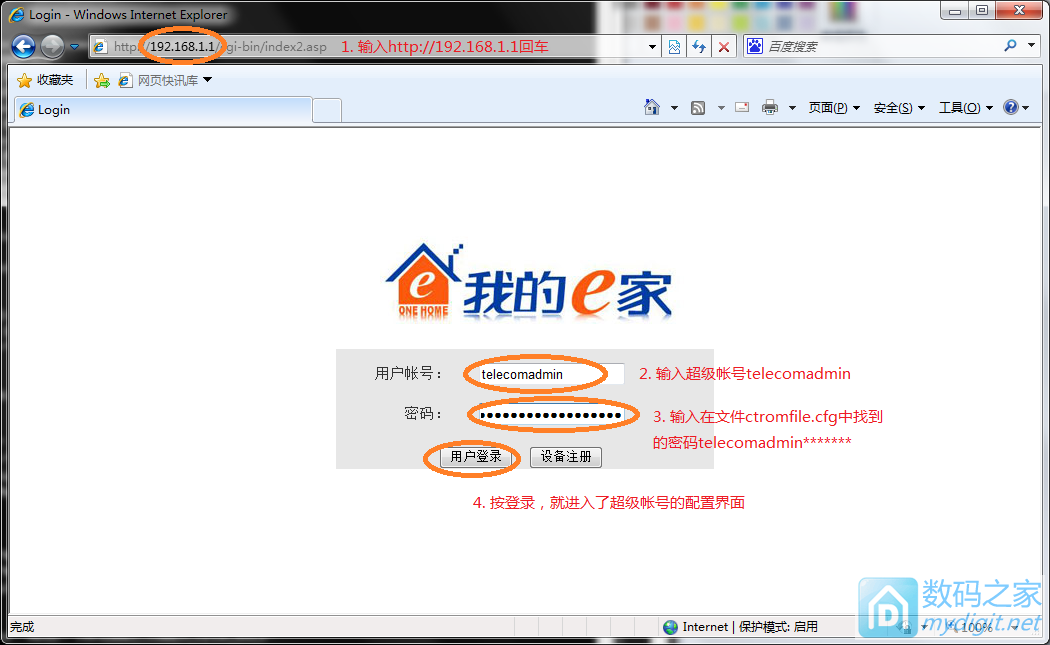 Login - Windows Internet Explorer
http://192.168.1.1/cgi-bin/index2.asp 1. 输入http://192.168.1.1回车
百度搜索
收藏夹 网页快讯库
Login
页面(P) 安全(S) 工具(O)
e ONE HOME 我的e家
用户帐号： telecomadmin 2. 输入超级帐号telecomadmin
密码： 3. 输入在文件ctromfile.cfg中找到
的密码telecomadmin*******
用户登录 设备注册
4. 按登录，就进入了超级帐号的配置界面
数码之家
mydigit.net
完成 Internet | 保护模式: 启用 100%